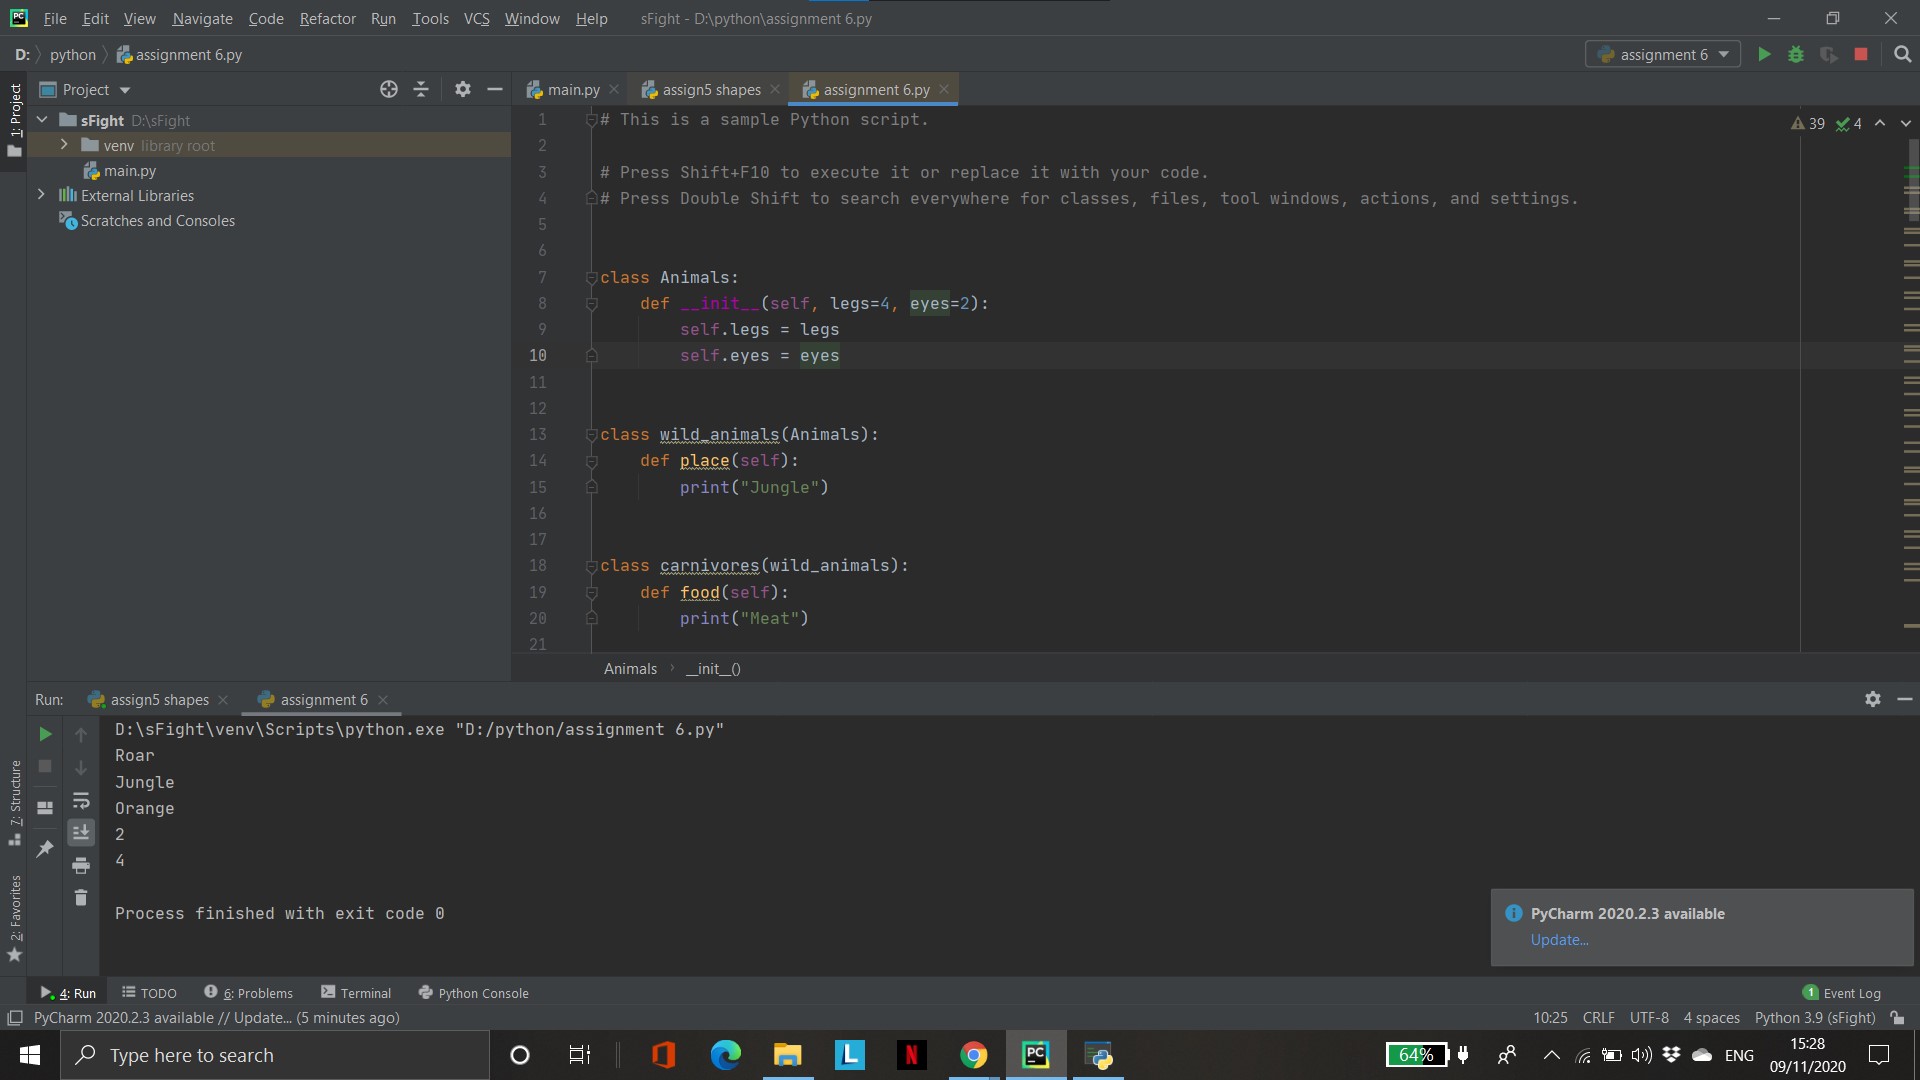 File Edit View Navigate Code Refactor Run Tools VCS Window Help sFight - D:\python\assignment 6.py
D: python assignment 6.py
assignment 6
1: Project
Project
main.py assign5 shapes assignment 6.py
sFight D:\sFight
venv library root
main.py
External Libraries
Scratches and Consoles
39 4
1 # This is a sample Python script.
2
3 # Press Shift+F10 to execute it or replace it with your code.
4 # Press Double Shift to search everywhere for classes, files, tool windows, actions, and settings.
5
6
7 class Animals:
8 def __init__(self, legs=4, eyes=2):
9 self.legs = legs
10 self.eyes = eyes
11
12
13 class wild_animals(Animals):
14 def place(self):
15 print("Jungle")
16
17
18 class carnivores(wild_animals):
19 def food(self):
20 print("Meat")
21
Animals __init__()
Run: assign5 shapes assignment 6
D:\sFight\venv\Scripts\python.exe "D:/python/assignment 6.py"
Roar
Jungle
Orange
2
4
Process finished with exit code 0
7: Structure
2: Favorites
PyCharm 2020.2.3 available
Update...
4: Run TODO 6: Problems Terminal Python Console
1 Event Log
PyCharm 2020.2.3 available // Update... (5 minutes ago)
10:25 CRLF UTF-8 4 spaces Python 3.9 (sFight)
Type here to search
L
N
PC
64%
ENG
15:28
09/11/2020